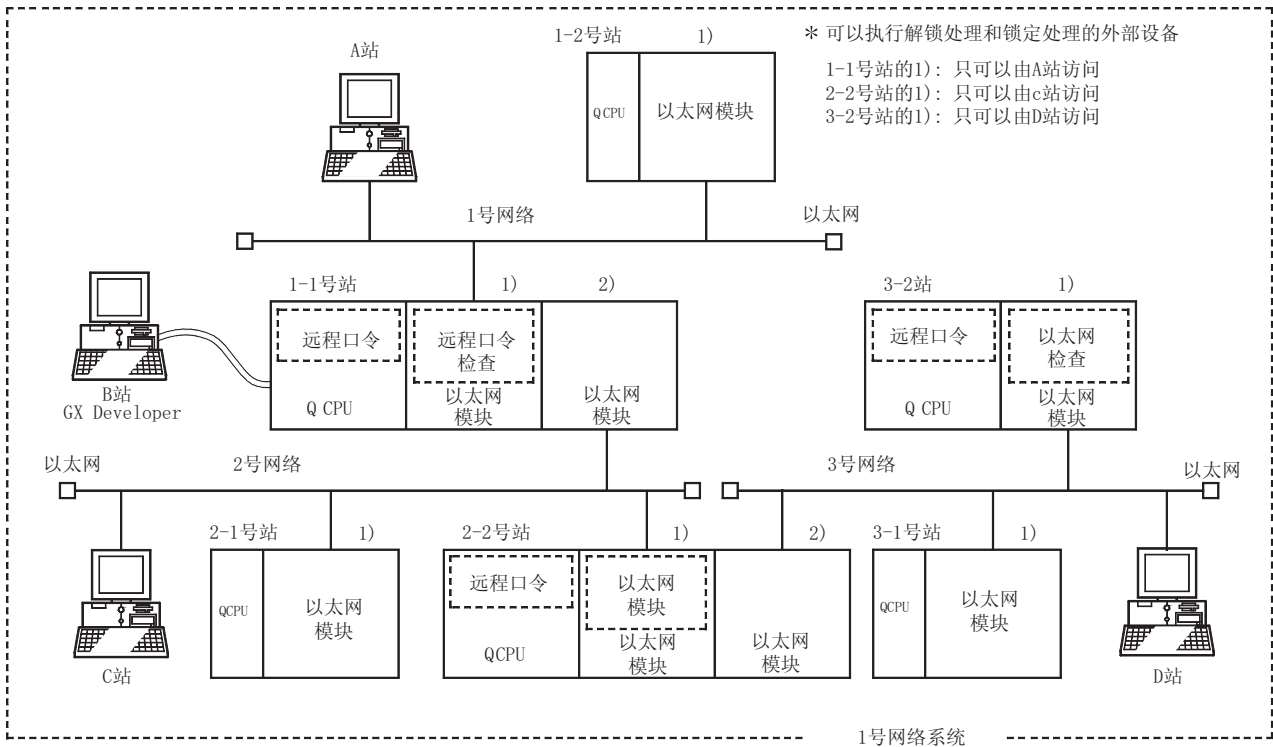 1-2号站
1)
QCPU
以太网模块
A站
＊可以执行解锁处理和锁定处理的外部设备
1-1号站的1)：只可以由A站访问
2-2号站的1)：只可以由c站访问
3-2号站的1)：只可以由D站访问
1号网络
以太网
1-1号站
1)
2)
远程口令
远程口令
检查
Q CPU
以太网
模块
以太网
模块
B站
GX Developer
3-2站
1)
远程口令
以太网
检查
Q CPU
以太网
模块
以太网
2号网络
3号网络
以太网
2-1号站
1)
QCPU
以太网
模块
C站
2-2号站
1)
2)
远程口令
以太网
模块
QCPU
以太网
模块
以太网
模块
3-1号站
1)
QCPU
以太网
模块
D站
1号网络系统